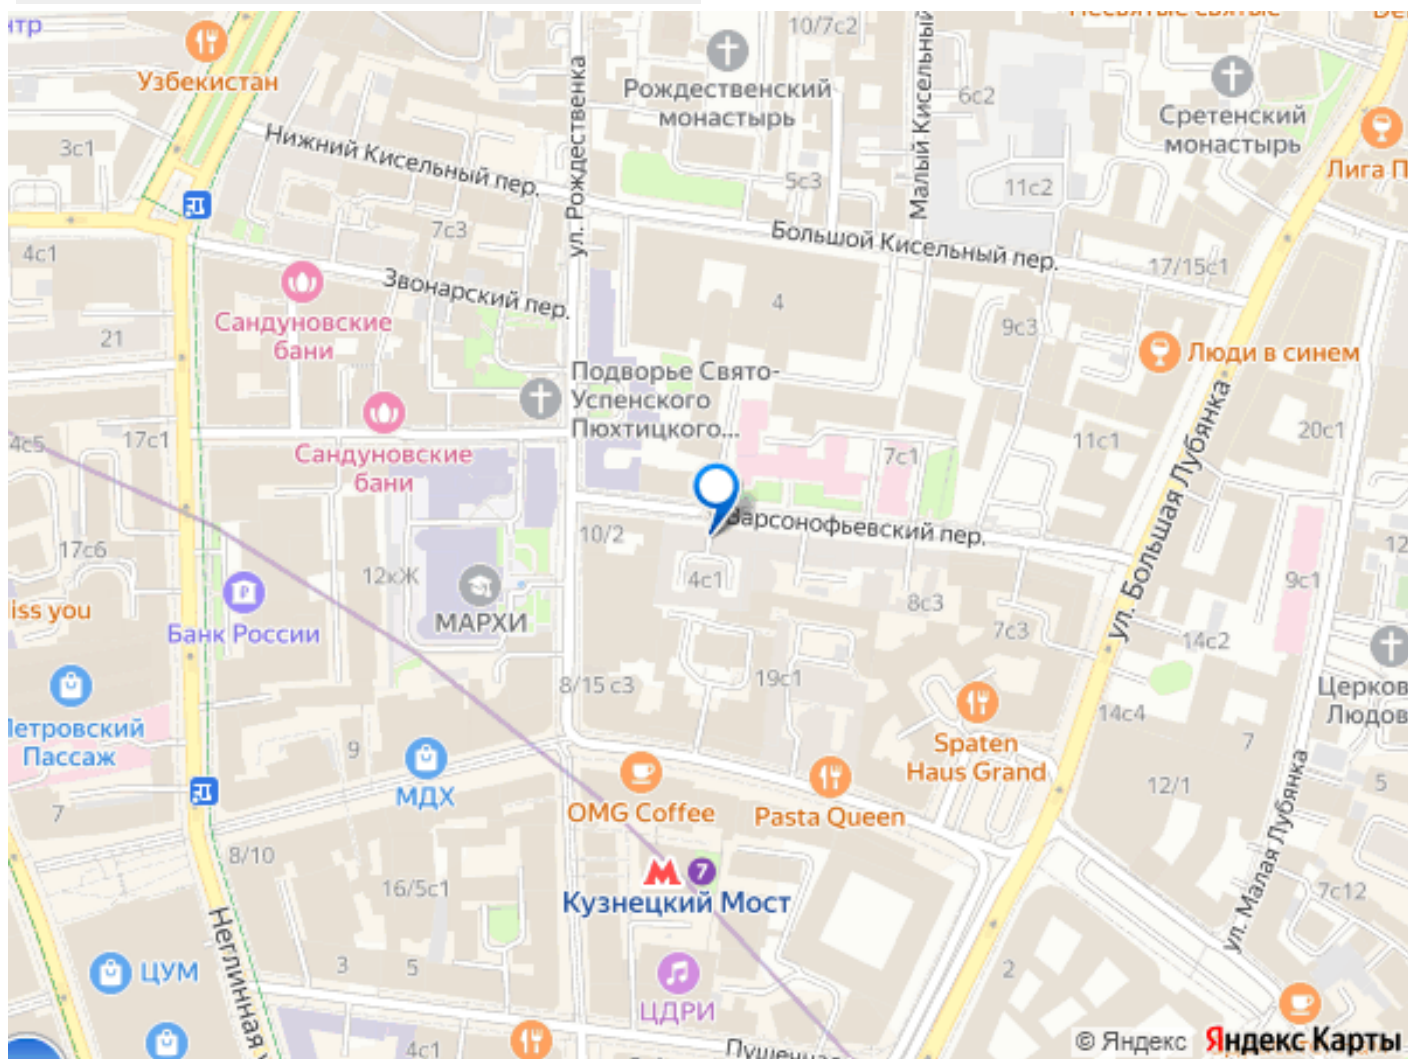 10/7с2
Узбекистан
Рождественский
монастырь
Малый Кисельный
6с2
Сретенский
монастырь
3с1
Нижний Кисельный пер.
ул. Рождественка
5с3
11с2
Лига П
7с3
4с1
Большой Кисельный пер.
17/15с1
Звонарский пер.
4
Сандуновские
бани
21
9с3
Люди в синем
Подворье Свято-
Успенского
Пюхтицкого...
4с5
17с1
Сандуновские
бани
7с1
11с1
20с1
ул. Большая Лубянка
Варсонофьевский пер.
10/2
17с6
12кЖ
4с1
9с1
12
iss you
Банк России
МАРХИ
8с3
7с3
14с2
8/15 с3
19с1
Церков
Людов
Петровский
Пассаж
9
14с4
7
Spaten
Haus Grand
МДХ
OMG Coffee
Pasta Queen
12/1
5
7
8/10
16/5с1
7
Кузнецкий Мост
ул. Малая Лубянка
7с12
Неглинная у
ЦУМ
3
5
2
ЦДРИ
4с1
Пушечная
© Яндекс
Яндекс Карты